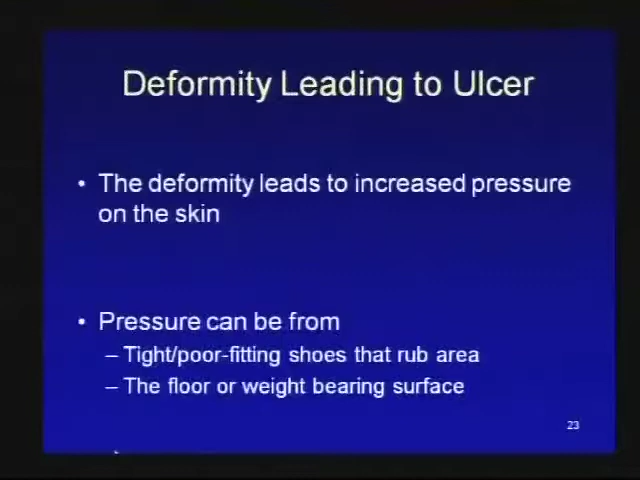 Deformity Leading to Ulcer
• The deformity leads to increased pressure
on the skin
• Pressure can be from
– Tight/poor-fitting shoes that rub area
– The floor or weight bearing surface
23